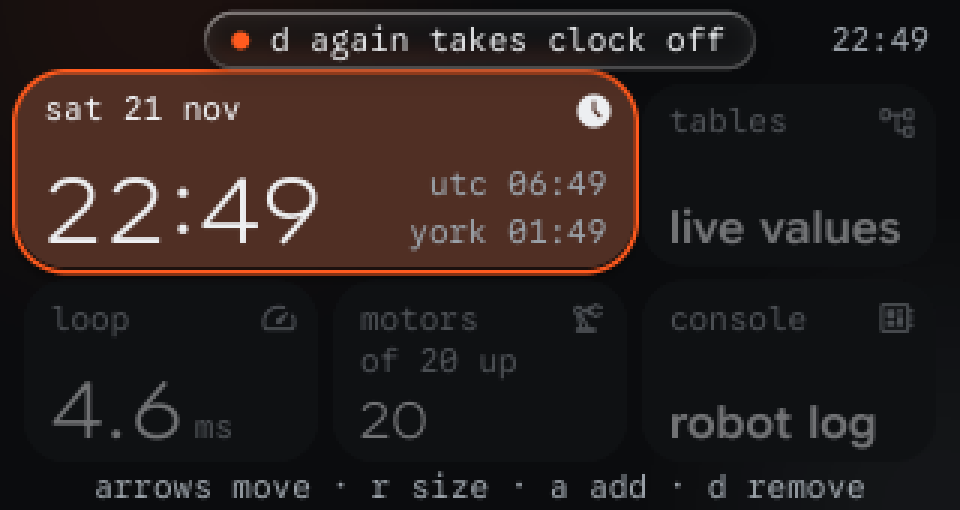 d again takes clock off
22:49
sat 21 nov
22:49
utc 06:49
york 01:49
tables
live values
loop
4.6 ms
motors
of 20 up
20
console
robot log
arrows move · r size · a add · d remove